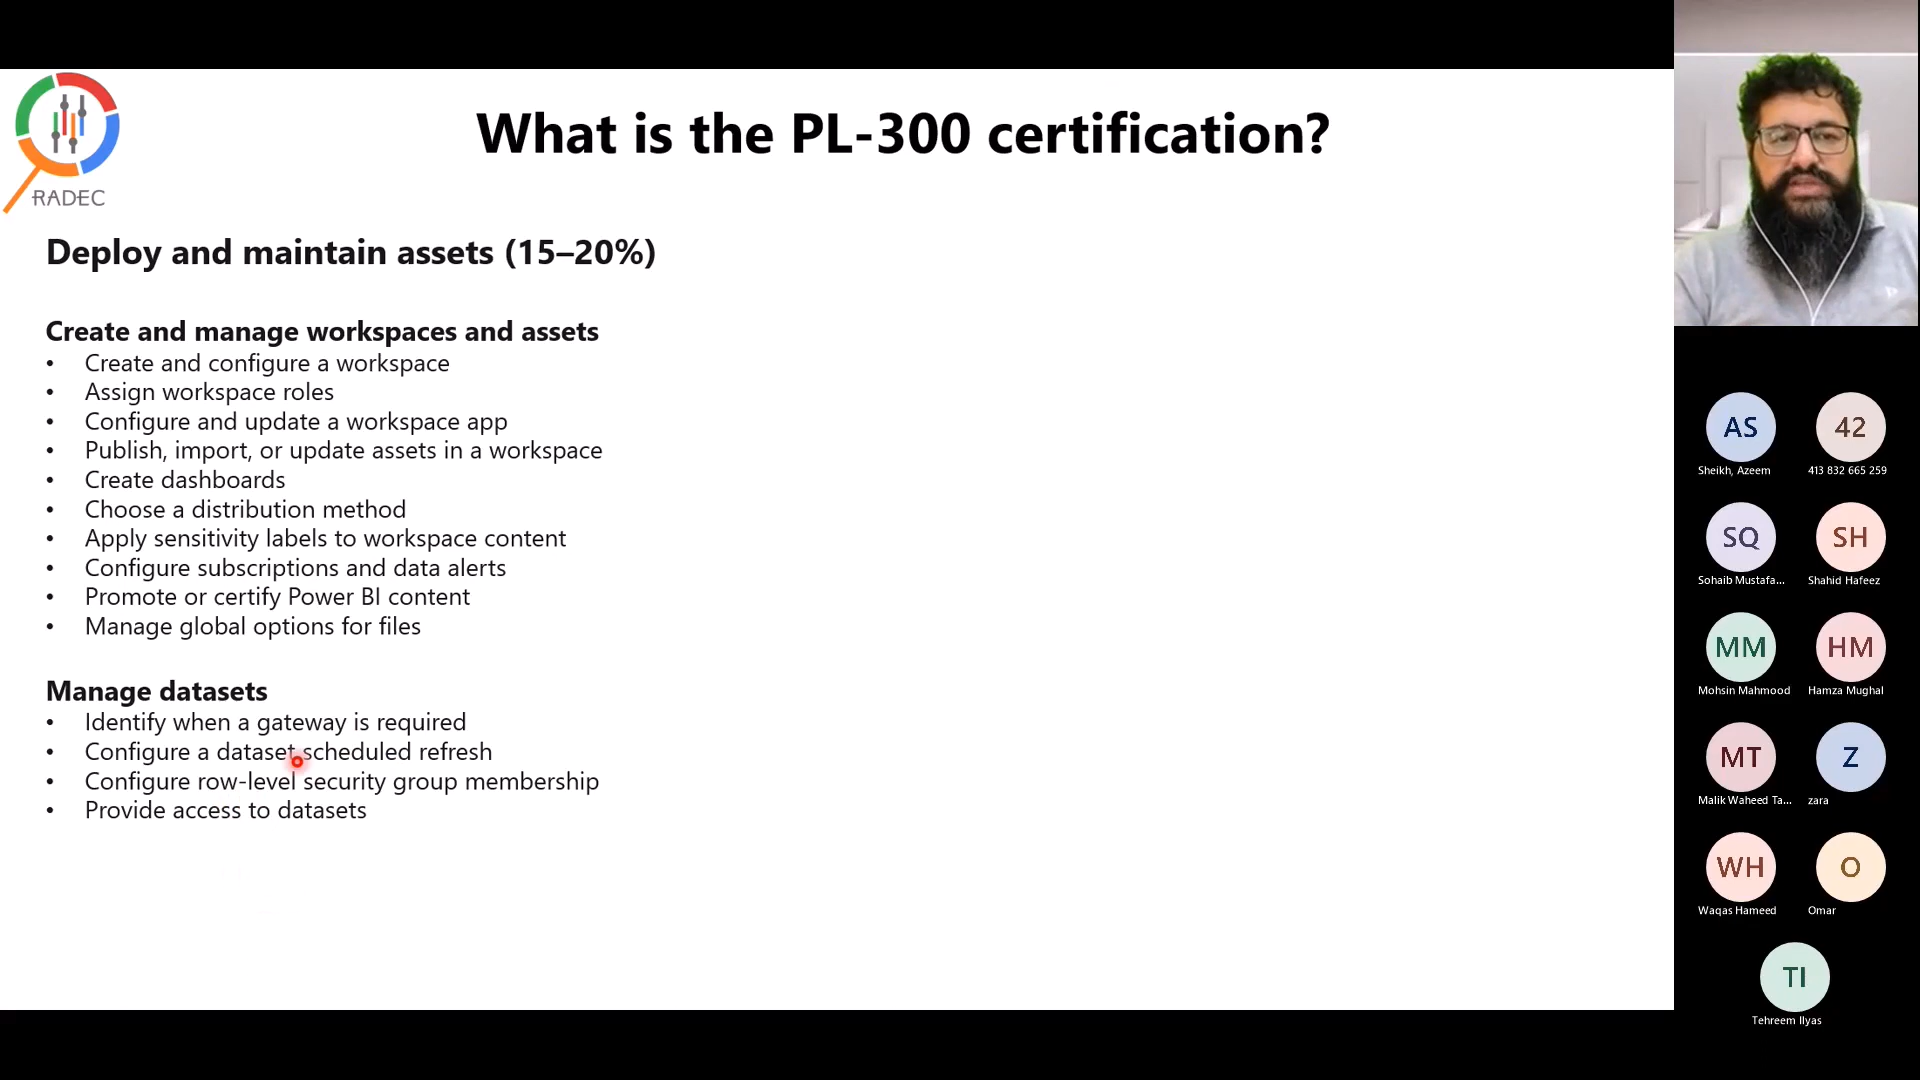 RADEC
What is the PL-300 certification?
Deploy and maintain assets (15–20%)
Create and manage workspaces and assets
• Create and configure a workspace
• Assign workspace roles
• Configure and update a workspace app
• Publish, import, or update assets in a workspace
• Create dashboards
• Choose a distribution method
• Apply sensitivity labels to workspace content
• Configure subscriptions and data alerts
• Promote or certify Power BI content
• Manage global options for files
Manage datasets
• Identify when a gateway is required
• Configure a dataset scheduled refresh
• Configure row-level security group membership
• Provide access to datasets
AS
Sheikh, Azeem
42
413 832 665 259
SQ
Sohaib Mustafa...
SH
Shahid Hafeez
MM
Mohsin Mahmood
HM
Hamza Mughal
MT
Malik Waheed Ta...
Z
zara
WH
Waqas Hameed
O
Omar
TI
Tehreem Ilyas